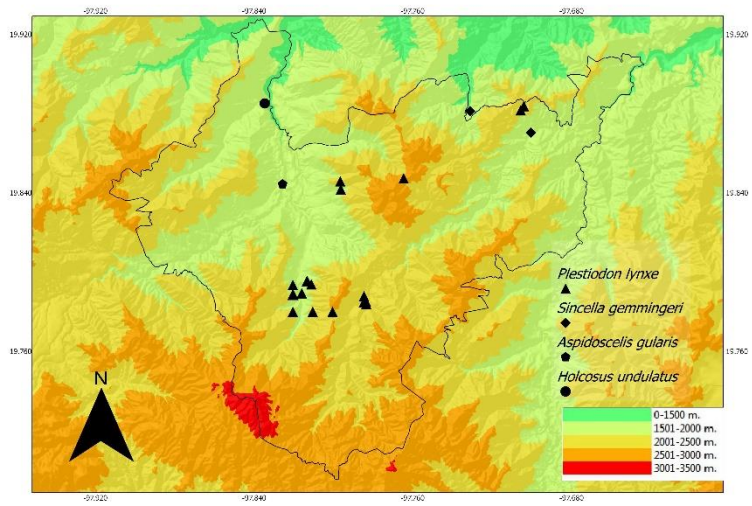 -97.920 -97.840 -97.760 -97.680
19.920 19.920
19.840 19.840
Plestiodon lynxe
Sincella gemmingeri
Aspidoscelis gularis
Holcosus undulatus
19.760 19.760
N
0-1500 m.
1501-2000 m.
2001-2500 m.
2501-3000 m.
3001-3500 m.
-97.920 -97.840 -97.760 -97.680